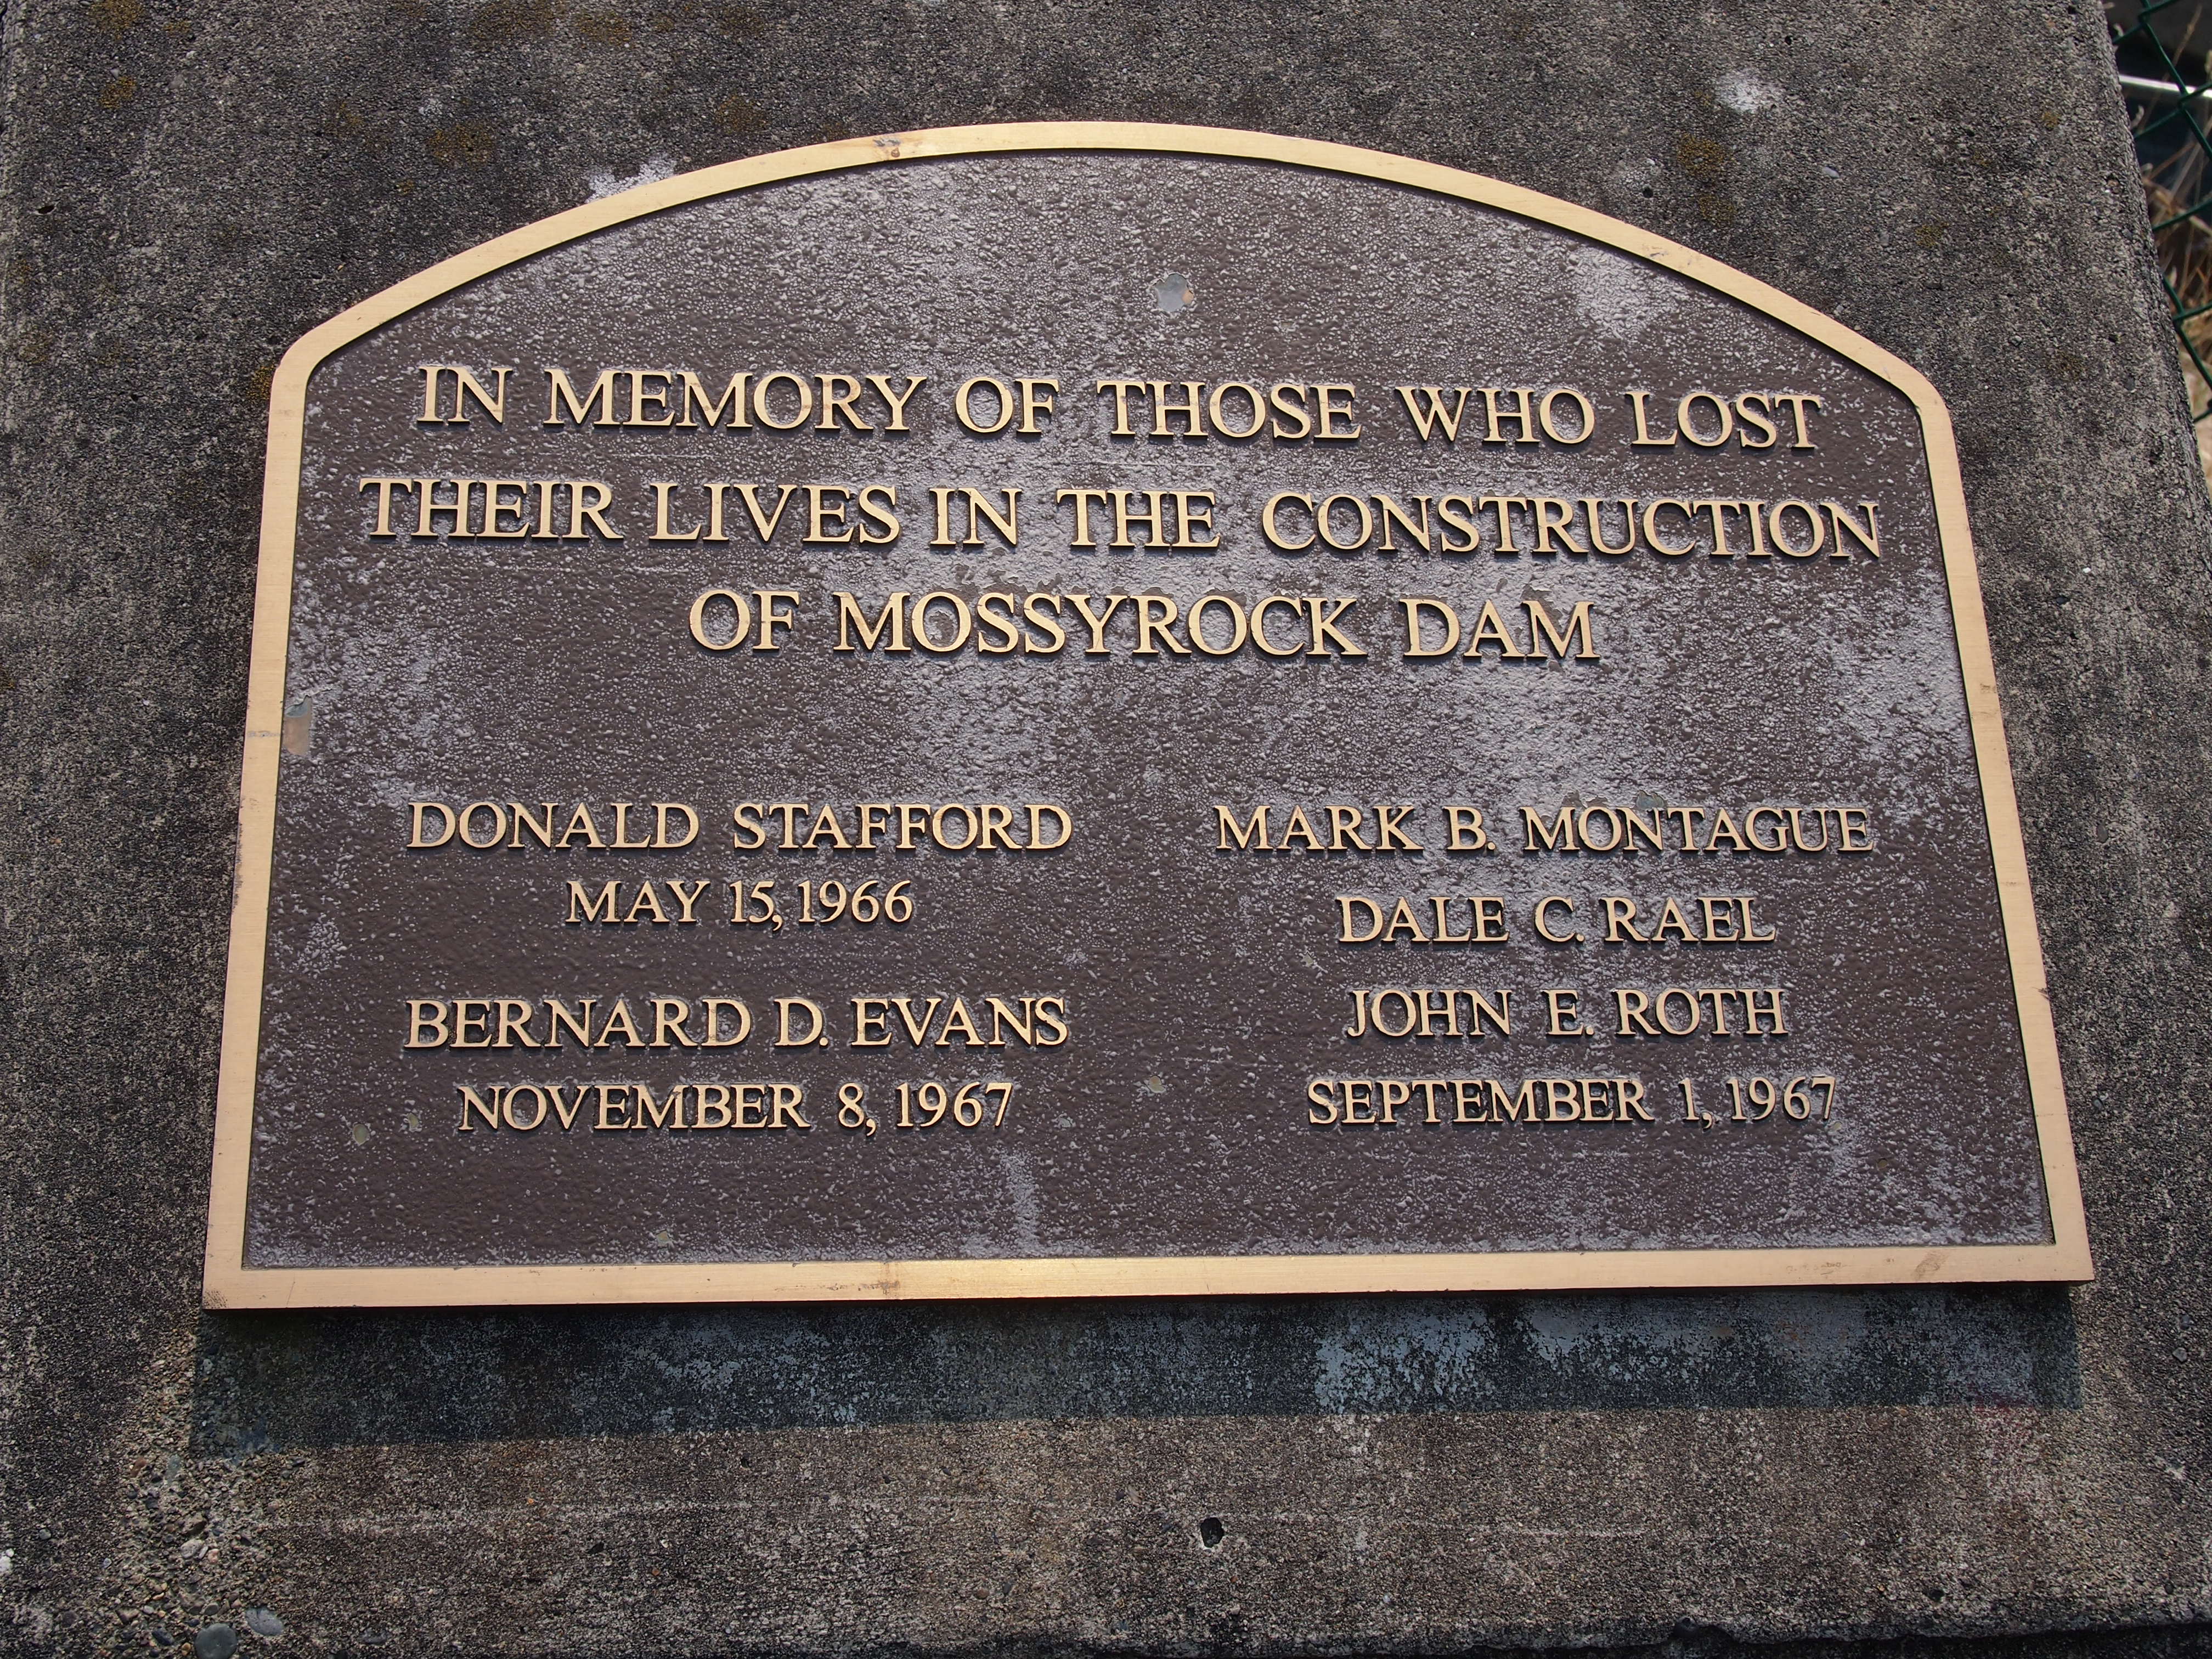 IN MEMORY OF THOSE WHO LOST
THEIR LIVES IN THE CONSTRUCTION
OF MOSSYROCK DAM
DONALD STAFFORD
MAY 15, 1966
BERNARD D. EVANS
NOVEMBER 8, 1967
MARK B. MONTAGUE
DALE C. RAEL
JOHN E. ROTH
SEPTEMBER 1, 1967